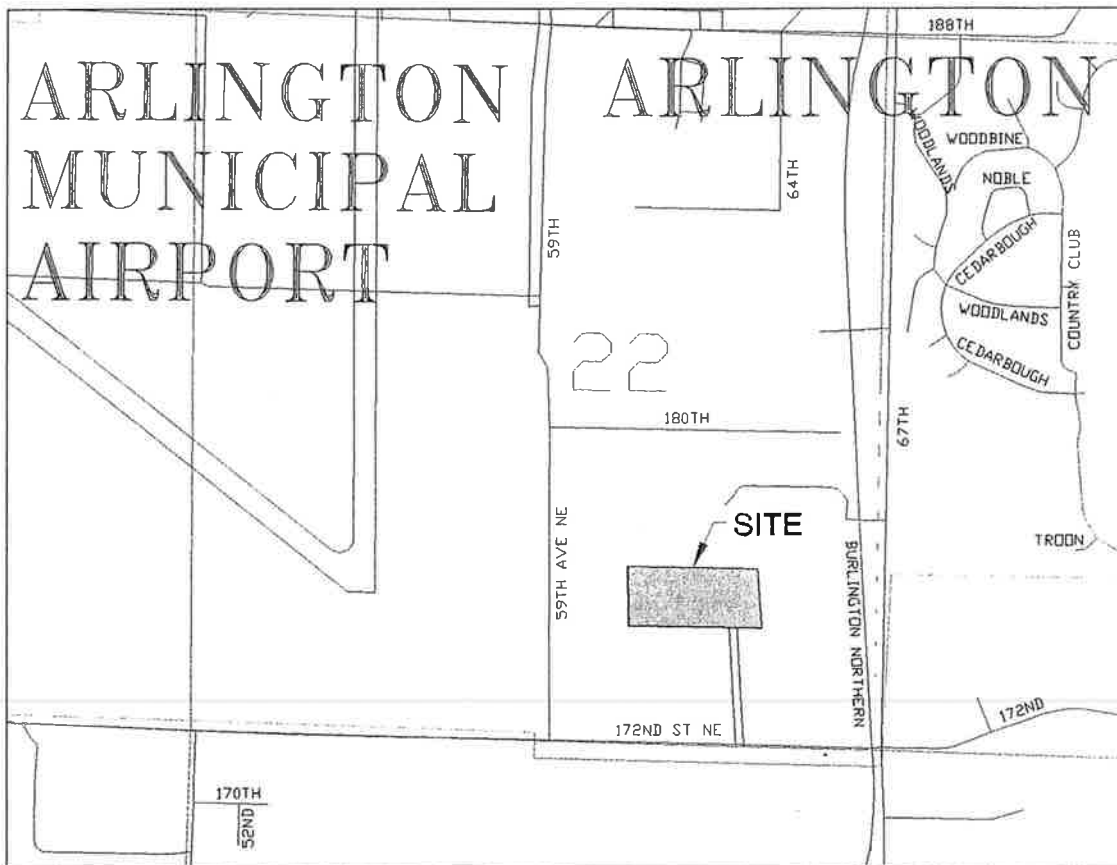 188TH
ARLINGTON
MUNICIPAL
AIRPORT
ARLINGTON
WOODLANDS
WOODBINE
NOBLE
64TH
59TH
CEDARBOUGH
COUNTRY CLUB
WOODLANDS
CEDARBOUGH
22
180TH
67TH
SITE
TROON
59TH AVE NE
BURLINGTON NORTHERN
172ND ST NE
172ND
170TH
52ND